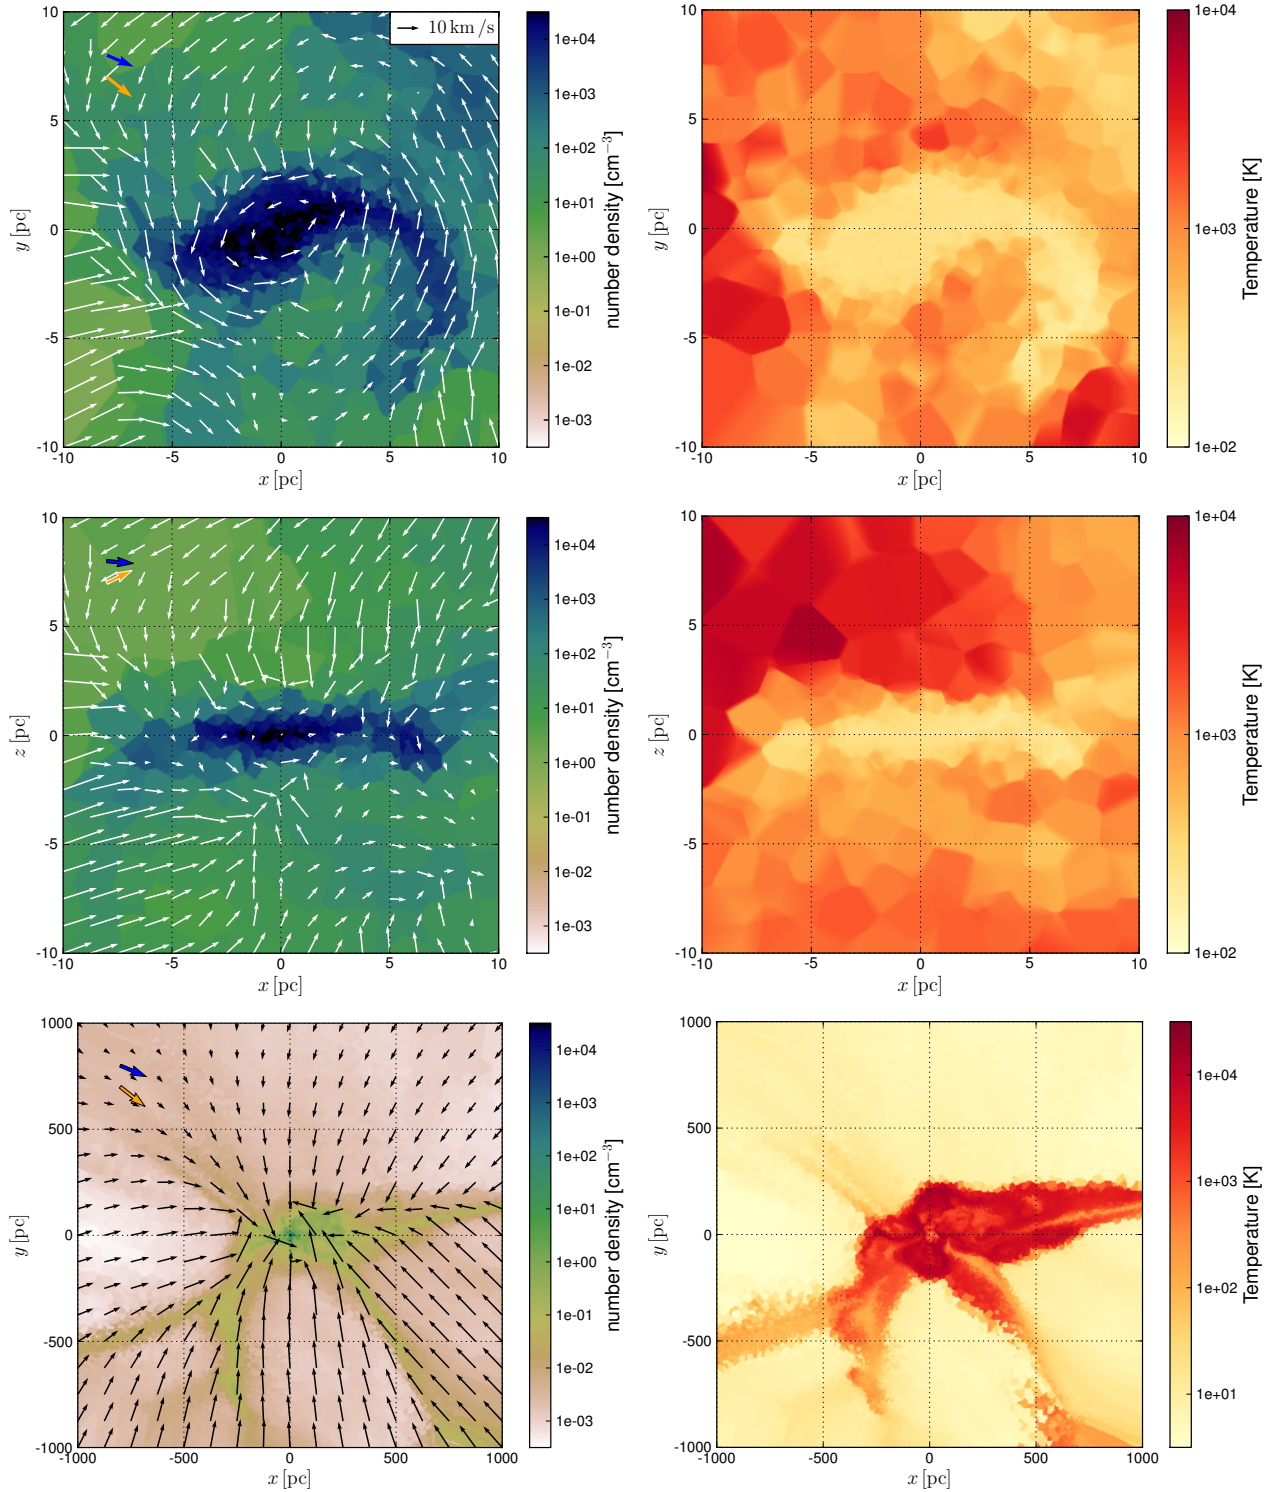 10 km/s
10
5
0
-5
-10
y [pc]
-10 -5 0 5 10
x [pc]
1e+04
1e+03
1e+02
1e+01
1e+00
1e-01
1e-02
1e-03
number density [cm⁻³]
10
5
0
-5
-10
y [pc]
-10 -5 0 5 10
x [pc]
1e+04
1e+03
1e+02
Temperature [K]
10
5
0
-5
-10
z [pc]
-10 -5 0 5 10
x [pc]
1e+04
1e+03
1e+02
1e+01
1e+00
1e-01
1e-02
1e-03
number density [cm⁻³]
10
5
0
-5
-10
z [pc]
-10 -5 0 5 10
x [pc]
1e+04
1e+03
1e+02
Temperature [K]
1000
500
0
-500
-1000
y [pc]
-1000 -500 0 500 1000
x [pc]
1e+04
1e+03
1e+02
1e+01
1e+00
1e-01
1e-02
1e-03
number density [cm⁻³]
1000
500
0
-500
-1000
y [pc]
-1000 -500 0 500 1000
x [pc]
1e+04
1e+03
1e+02
1e+01
Temperature [K]